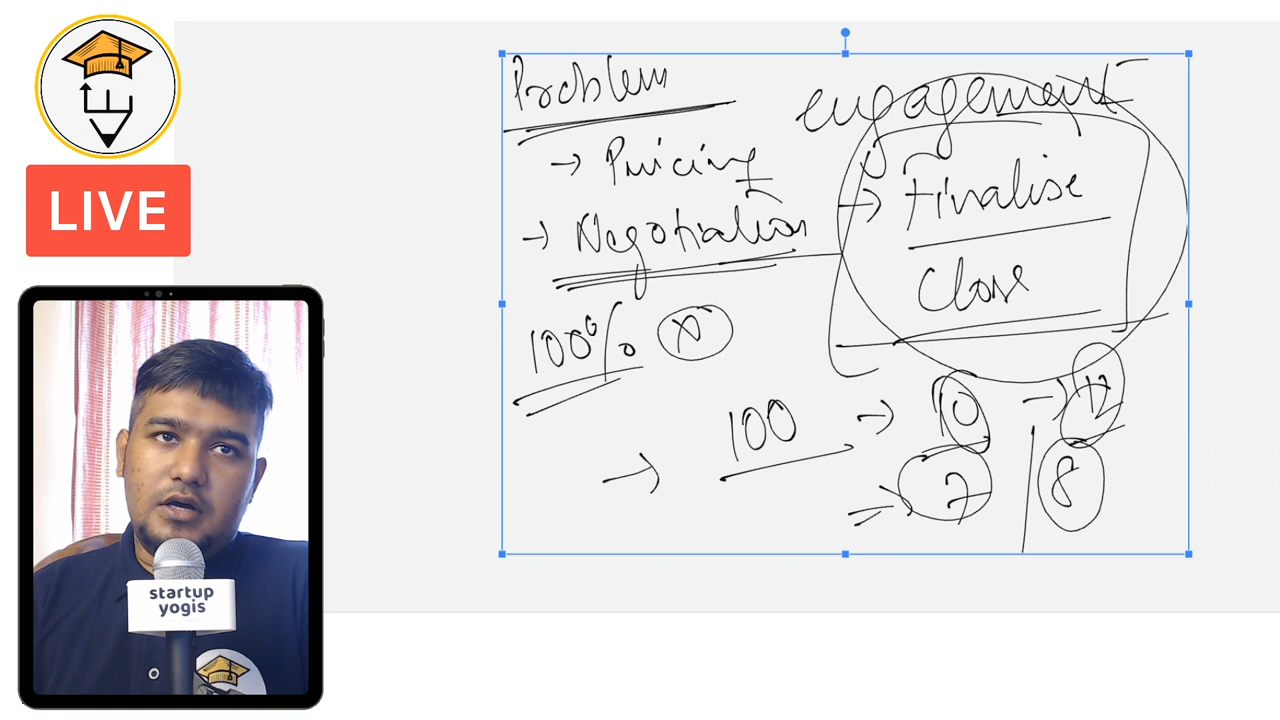 LIVE
startup
yogis
Problem
→ Pricing
→ Negotiation
100% X
engagement
→ Finalise
Close
→ 100 → 10 → 12
7 | 8